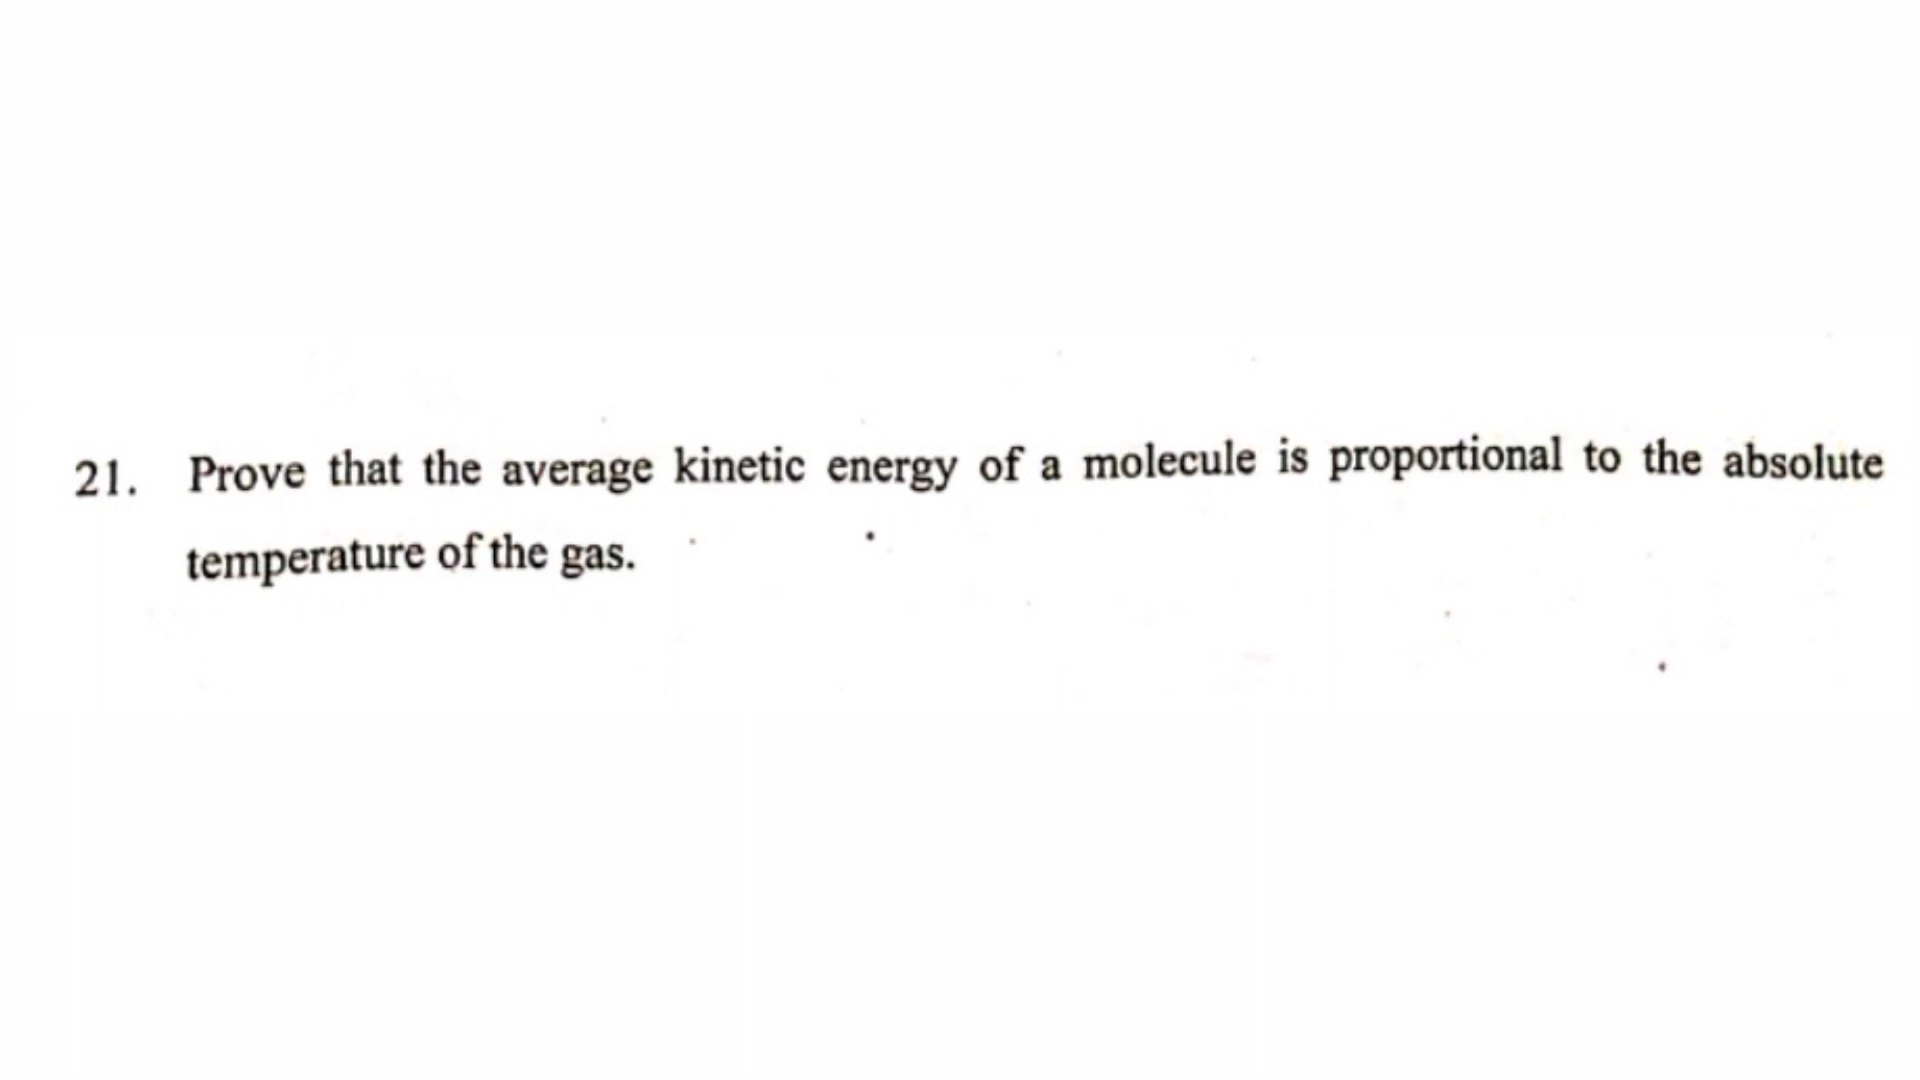 21. Prove that the average kinetic energy of a molecule is proportional to the absolute
temperature of the gas.